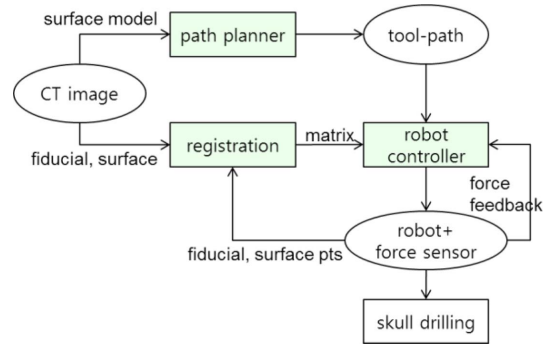 surface model
path planner
tool-path
CT image
fiducial, surface
registration
matrix
robot
controller
force
feedback
robot+
force sensor
fiducial, surface pts
skull drilling